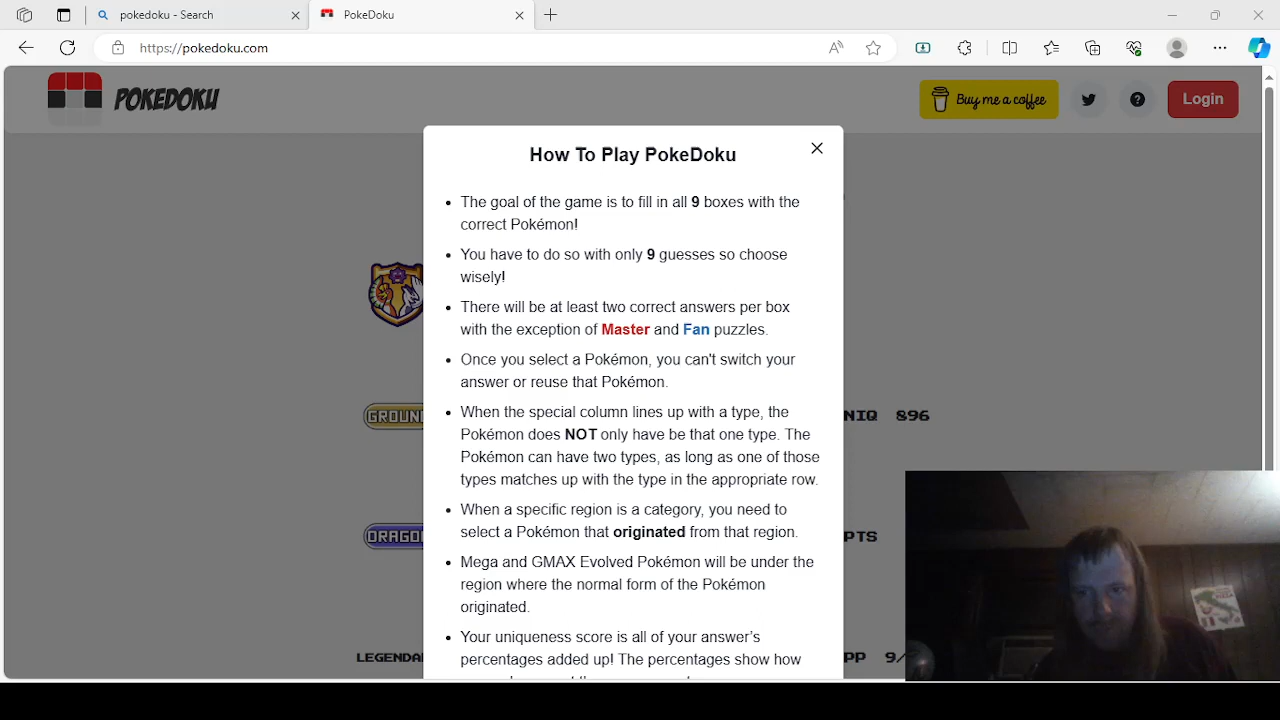 pokedoku - Search
PokeDoku
https://pokedoku.com
POKEDOKU
Buy me a coffee
Login
How To Play PokeDoku
The goal of the game is to fill in all 9 boxes with the
correct Pokémon!
You have to do so with only 9 guesses so choose
wisely!
There will be at least two correct answers per box
with the exception of Master and Fan puzzles.
Once you select a Pokémon, you can't switch your
answer or reuse that Pokémon.
When the special column lines up with a type, the
Pokémon does NOT only have be that one type. The
Pokémon can have two types, as long as one of those
types matches up with the type in the appropriate row.
When a specific region is a category, you need to
select a Pokémon that originated from that region.
Mega and GMAX Evolved Pokémon will be under the
region where the normal form of the Pokémon
originated.
Your uniqueness score is all of your answer's
percentages added up! The percentages show how
GROUN
NIQ 896
DRAGO
PTS
LEGENDA
PP 9/